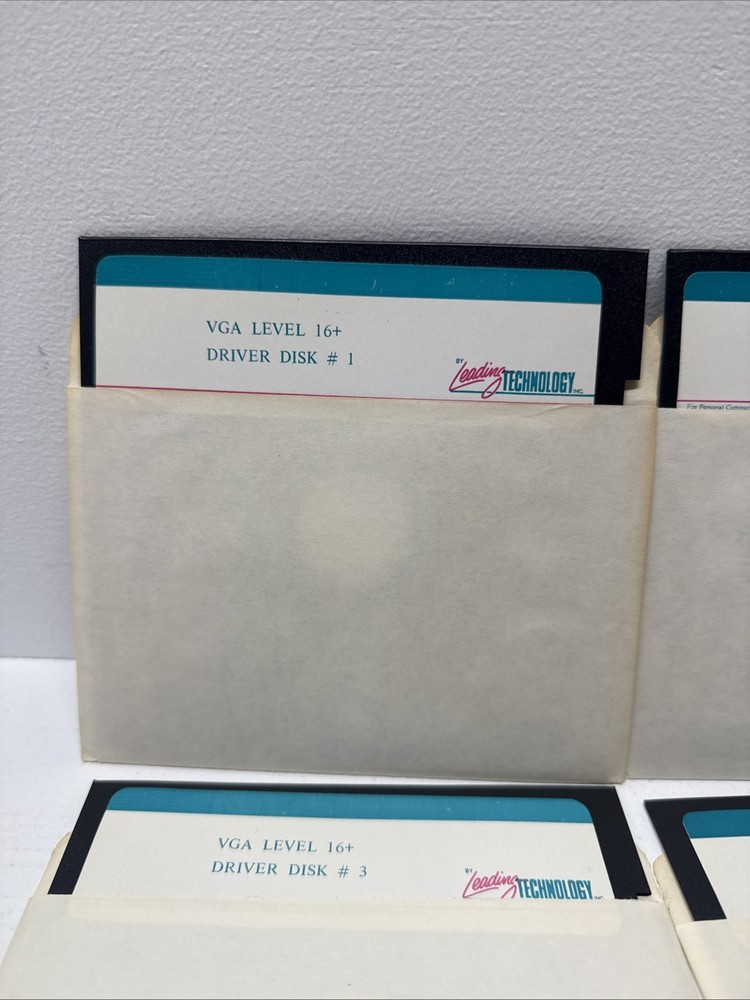 VGA LEVEL 16+
DRIVER DISK # 1
BY
Leading
TECHNOLOGY INC.
For Personal Comput
VGA LEVEL 16+
DRIVER DISK # 3
BY
Leading
TECHNOLOGY